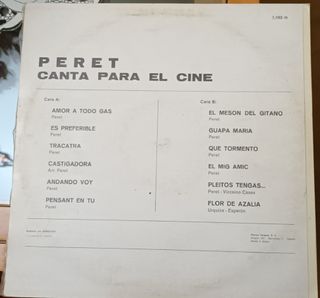 PERET
CANTA PARA EL CINE
Cara A:
AMOR A TODO GAS
Peret
ES PREFERIBLE
Peret
TRACATRA
Peret
CASTIGADORA
Arr. Peret
ANDANDO VOY
Peret
PENSANT EN TU
Peret
Cara B:
EL MESON DEL GITANO
Peret
GUAPA MARIA
Peret
QUE TORMENTO
Peret
EL MIG AMIC
Peret
PLEITOS TENGAS...
Peret - Vizcaino Casas
FLOR DE AZALIA
Urquiza - Esperón